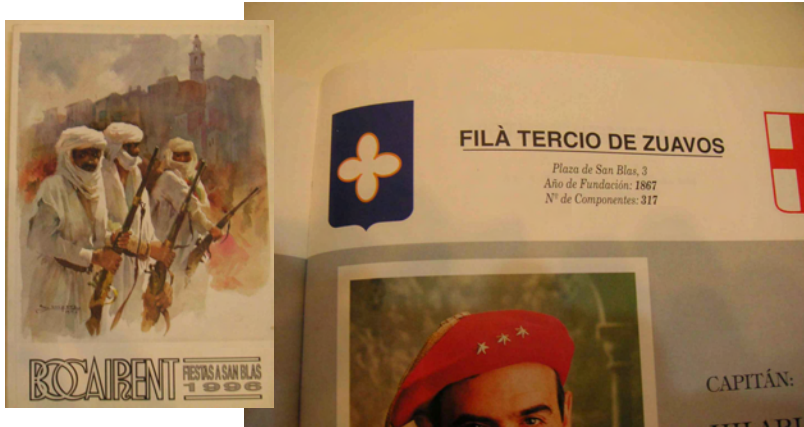 BOCAIRENT
FIESTAS A SAN BLAS
1996
FILÀ TERCIO DE ZUAVOS
Plaza de San Blas, 3
Año de Fundación: 1867
Nº de Componentes: 317
CAPITÁN: